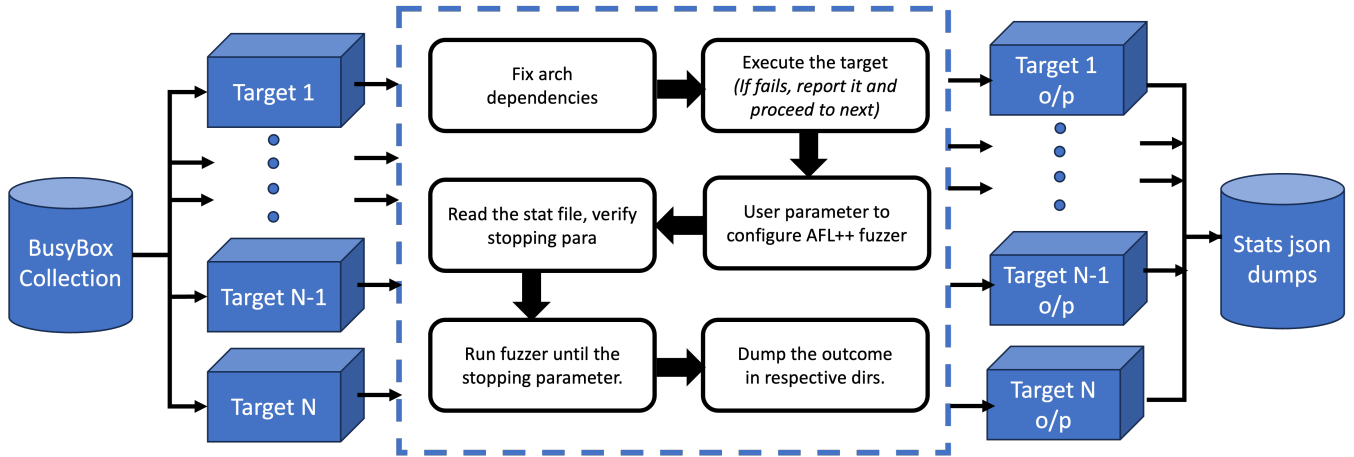 BusyBox
Collection
Target 1
Target N-1
Target N
Fix arch
dependencies
Execute the target
(If fails, report it and
proceed to next)
Read the stat file, verify
stopping para
User parameter to
configure AFL++ fuzzer
Run fuzzer until the
stopping parameter.
Dump the outcome
in respective dirs.
Target 1
o/p
Target N-1
o/p
Target N
o/p
Stats json
dumps